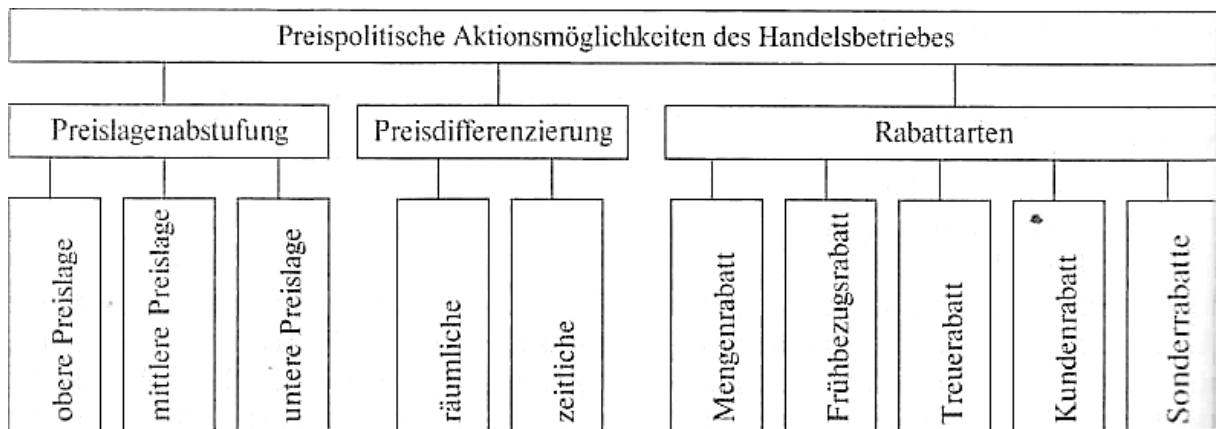 Preispolitische Aktionsmöglichkeiten des Handelsbetriebes
Preislagenabstufung
Preisdifferenzierung
Rabattarten
obere Preislage
mittlere Preislage
untere Preislage
räumliche
zeitliche
Mengenrabatt
Frühbezugsrabatt
Treuerabatt
Kundenrabatt
Sonderrabatte